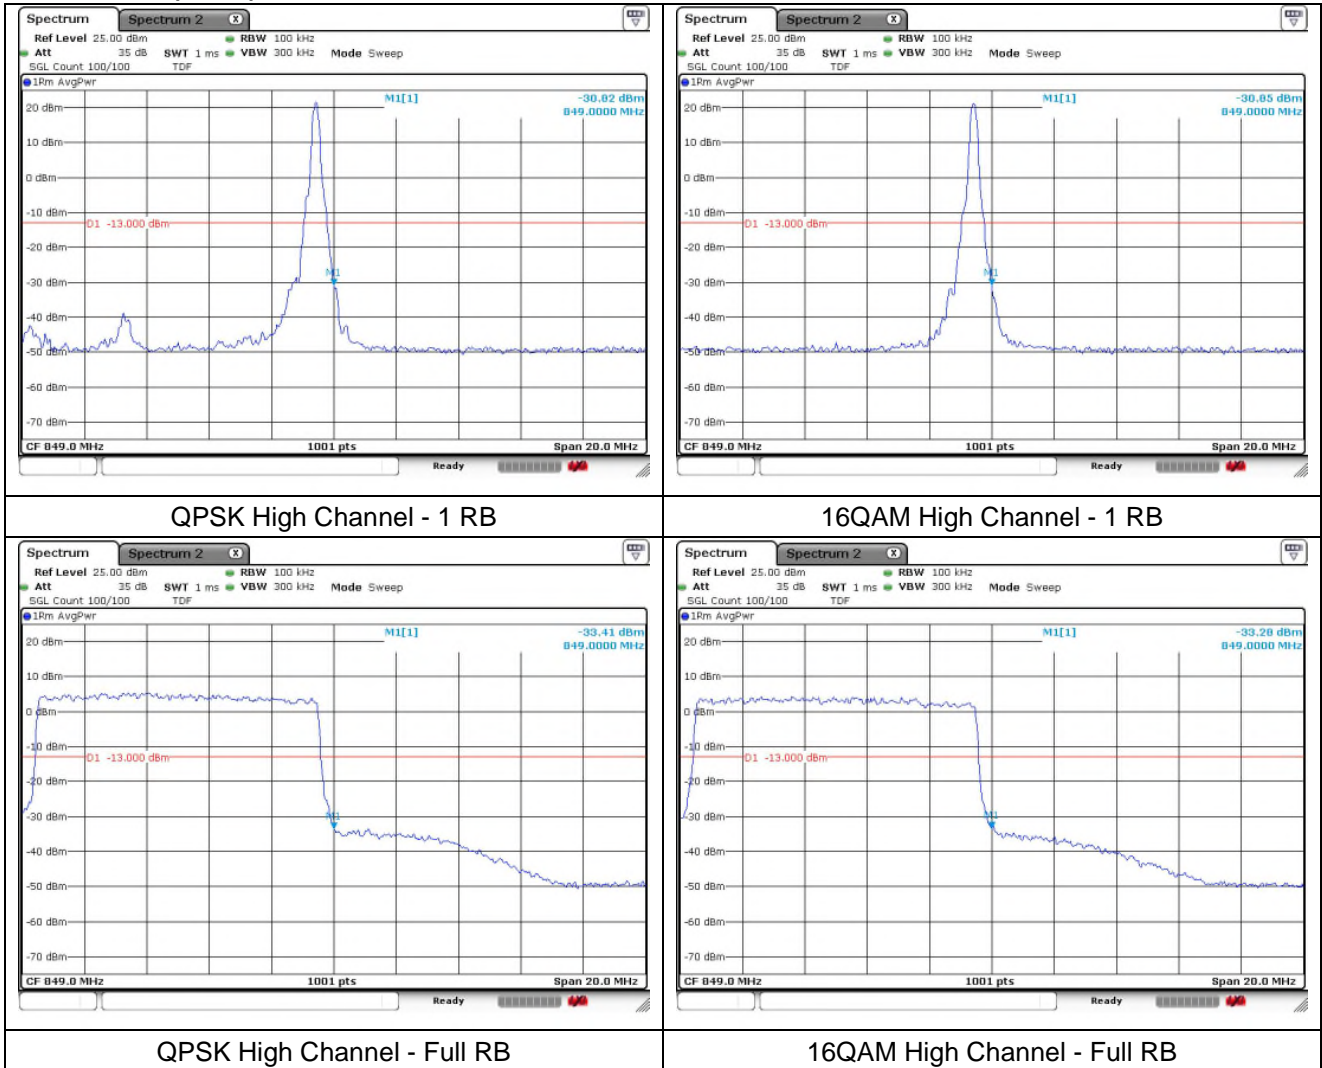 Spectrum Spectrum 2 X
Ref Level 25.00 dBm RBW 100 kHz
Att 35 dB SWT 1 ms VBW 300 kHz Mode Sweep
SGL Count 100/100 TDF
1Rm AvgPwr
M1[1] -30.82 dBm
849.0000 MHz
20 dBm
10 dBm
0 dBm
-10 dBm
D1 -13.000 dBm
-20 dBm
M1
-30 dBm
-40 dBm
-50 dBm
-60 dBm
-70 dBm
CF 849.0 MHz 1001 pts Span 20.0 MHz
Ready
QPSK High Channel - 1 RB
Spectrum Spectrum 2 X
Ref Level 25.00 dBm RBW 100 kHz
Att 35 dB SWT 1 ms VBW 300 kHz Mode Sweep
SGL Count 100/100 TDF
1Rm AvgPwr
M1[1] -30.85 dBm
849.0000 MHz
20 dBm
10 dBm
0 dBm
-10 dBm
D1 -13.000 dBm
-20 dBm
M1
-30 dBm
-40 dBm
-50 dBm
-60 dBm
-70 dBm
CF 849.0 MHz 1001 pts Span 20.0 MHz
Ready
16QAM High Channel - 1 RB
Spectrum Spectrum 2 X
Ref Level 25.00 dBm RBW 100 kHz
Att 35 dB SWT 1 ms VBW 300 kHz Mode Sweep
SGL Count 100/100 TDF
1Rm AvgPwr
M1[1] -33.41 dBm
849.0000 MHz
20 dBm
10 dBm
0 dBm
-10 dBm
D1 -13.000 dBm
-20 dBm
-30 dBm
M1
-40 dBm
-50 dBm
-60 dBm
-70 dBm
CF 849.0 MHz 1001 pts Span 20.0 MHz
Ready
QPSK High Channel - Full RB
Spectrum Spectrum 2 X
Ref Level 25.00 dBm RBW 100 kHz
Att 35 dB SWT 1 ms VBW 300 kHz Mode Sweep
SGL Count 100/100 TDF
1Rm AvgPwr
M1[1] -33.28 dBm
849.0000 MHz
20 dBm
10 dBm
0 dBm
-10 dBm
D1 -13.000 dBm
-20 dBm
-30 dBm
M1
-40 dBm
-50 dBm
-60 dBm
-70 dBm
CF 849.0 MHz 1001 pts Span 20.0 MHz
Ready
16QAM High Channel - Full RB